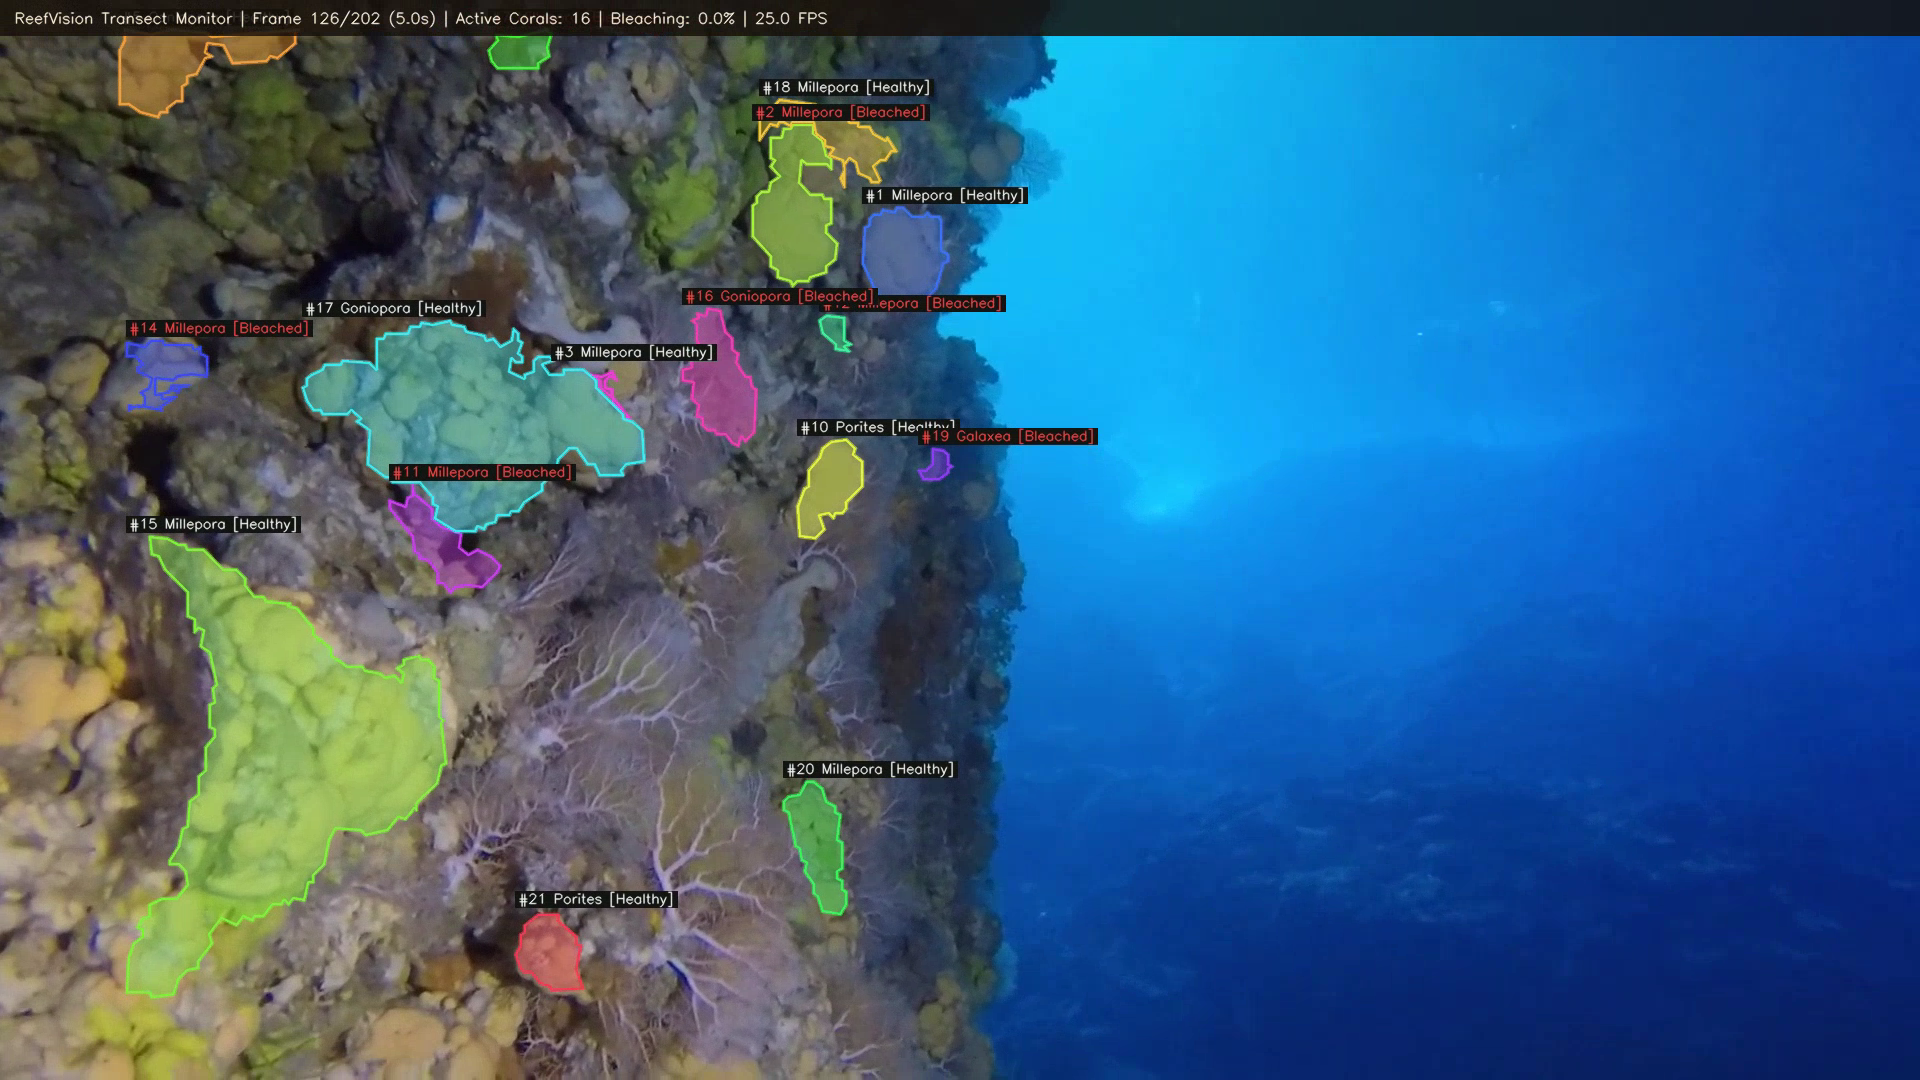 ReefVision Transect Monitor | Frame 126/202 (5.0s) | Active Corals: 16 | Bleaching: 0.0% | 25.0 FPS
#18 Millepora [Healthy]
#2 Millepora [Bleached]
#1 Millepora [Healthy]
#16 Goniopora [Bleached]
[Bleached]
#17 Goniopora [Healthy]
#14 Millepora [Bleached]
#3 Millepora [Healthy]
#10 Porites [Healthy]
#19 Galaxea [Bleached]
#11 Millepora [Bleached]
#15 Millepora [Healthy]
#20 Millepora [Healthy]
#21 Porites [Healthy]